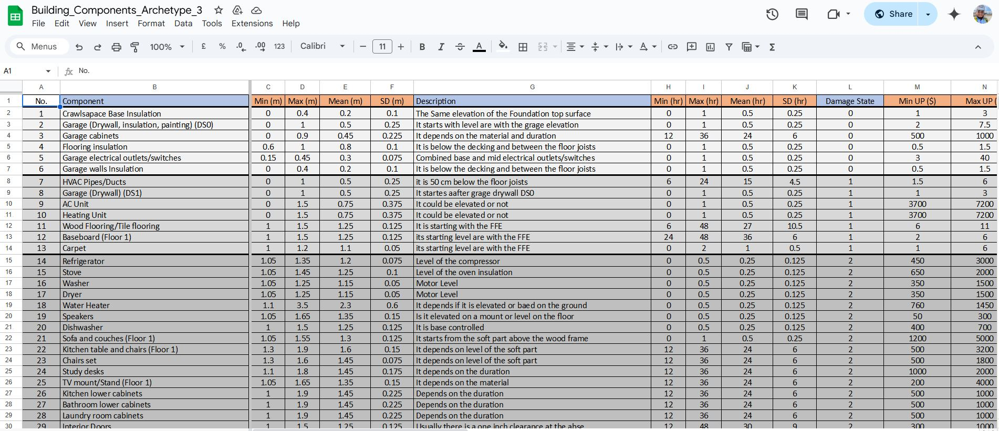 Building_Components_Archetype_3
File Edit View Insert Format Data Tools Extensions Help
Share
Menus 100% £ % .0 .00 123 Calibri 11 B I A Σ
A1 fx No.
A B C D E F G H I J K L M N
1 No. Component Min (m) Max (m) Mean (m) SD (m) Description Min (hr) Max (hr) Mean (hr) SD (hr) Damage State Min UP ($) Max UP (
2 1 Crawlsapace Base Insulation 0 0.4 0.2 0.1 The Same elevation of the Foundation top surface 0 1 0.5 0.25 0 1 3
3 2 Garage (Drywall, insulation, painting) (DS0) 0 1 0.5 0.25 It starts with level are with the grage elevation 0 1 0.5 0.25 0 2 7.5
4 3 Garage cabinets 0 0.9 0.45 0.225 It depends on the material and duration 12 36 24 6 0 500 1000
5 4 Flooring insulation 0.6 1 0.8 0.1 It is below the decking and between the floor joists 0 1 0.5 0.25 0 0.5 1.5
6 5 Garage electrical outlets/switches 0.15 0.45 0.3 0.075 Combined base and mid electrical outlets/switches 0 1 0.5 0.25 0 3 40
7 6 Garage walls Insulation 0 0.4 0.2 0.1 It is below the decking and between the floor joists 0 1 0.5 0.25 0 0.5 1.5
8 7 HVAC Pipes/Ducts 0 1 0.5 0.25 it is 50 cm below the floor joists 6 24 15 4.5 1 1.5 6
9 8 Garage (Drywall) (DS1) 0 1 0.5 0.25 It startes aafter grage drywall DS0 0 1 0.5 0.25 1 1 3
10 9 AC Unit 0 1.5 0.75 0.375 It could be elevated or not 0 1 0.5 0.25 1 3700 7200
11 10 Heating Unit 0 1.5 0.75 0.375 It could be elevated or not 0 1 0.5 0.25 1 3700 7200
12 11 Wood Flooring/Tile flooring 1 1.5 1.25 0.125 It is starting with the FFE 6 48 27 10.5 1 6 11
13 12 Baseboard (Floor 1) 1 1.5 1.25 0.125 its starting level are with the FFE 24 48 36 6 1 2 6
14 13 Carpet 1 1.2 1.1 0.05 its starting level are with the FFE 0 2 1 0.5 1 1 6
15 14 Refrigerator 1.05 1.35 1.2 0.075 Level of the compressor 0 0.5 0.25 0.125 2 450 3000
16 15 Stove 1.05 1.45 1.25 0.1 Level of the oven insulation 0 0.5 0.25 0.125 2 650 2000
17 16 Washer 1.05 1.25 1.15 0.05 Motor Level 0 0.5 0.25 0.125 2 350 1500
18 17 Dryer 1.05 1.25 1.15 0.05 Motor Level 0 0.5 0.25 0.125 2 350 1500
19 18 Water Heater 1.1 3.5 2.3 0.6 It depends if it is elevated or baed on the ground 0 0.5 0.25 0.125 2 760 1450
20 19 Speakers 1.05 1.65 1.35 0.15 Is it elevated on a mount or level on the floor 0 0.5 0.25 0.125 2 50 300
21 20 Dishwasher 1 1.5 1.25 0.125 It is base controlled 0 0.5 0.25 0.125 2 400 700
22 21 Sofa and couches (Floor 1) 1.05 1.55 1.3 0.125 It starts from the soft part above the wood frame 0 1 0.5 0.25 2 1200 5000
23 22 Kitchen table and chairs (Floor 1) 1.3 1.9 1.6 0.15 It depends on level of the soft part 12 36 24 6 2 500 3200
24 23 Chairs set 1.3 1.6 1.45 0.075 It depends on level of the soft part 12 36 24 6 2 500 1800
25 24 Study desks 1.1 1.8 1.45 0.175 It depends on the duration 12 36 24 6 2 1000 2000
26 25 TV mount/Stand (Floor 1) 1.05 1.65 1.35 0.15 It depends on the material 12 36 24 6 2 200 4000
27 26 Kitchen lower cabinets 1 1.9 1.45 0.225 Depends on the duration 12 36 24 6 2 500 1000
28 27 Bathroom lower cabinets 1 1.9 1.45 0.225 Depends on the duration 12 36 24 6 2 500 1000
29 28 Laundry room cabinets 1 1.9 1.45 0.225 Depends on the duration 12 36 24 6 2 500 1000
30 29 Interior Doors 1 1.5 1.25 0.125 Usually there is a one inch clearance at the abse 12 48 30 9 2 300 1000